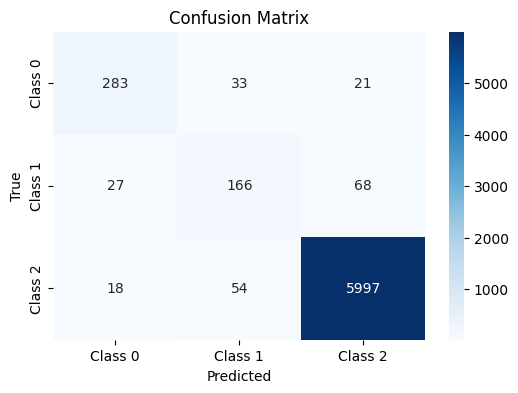 Confusion Matrix
Class 0
283 33 21
5000
4000
True
Class 1
27 166 68
3000
2000
Class 2
18 54 5997
1000
Class 0 Class 1 Class 2
Predicted